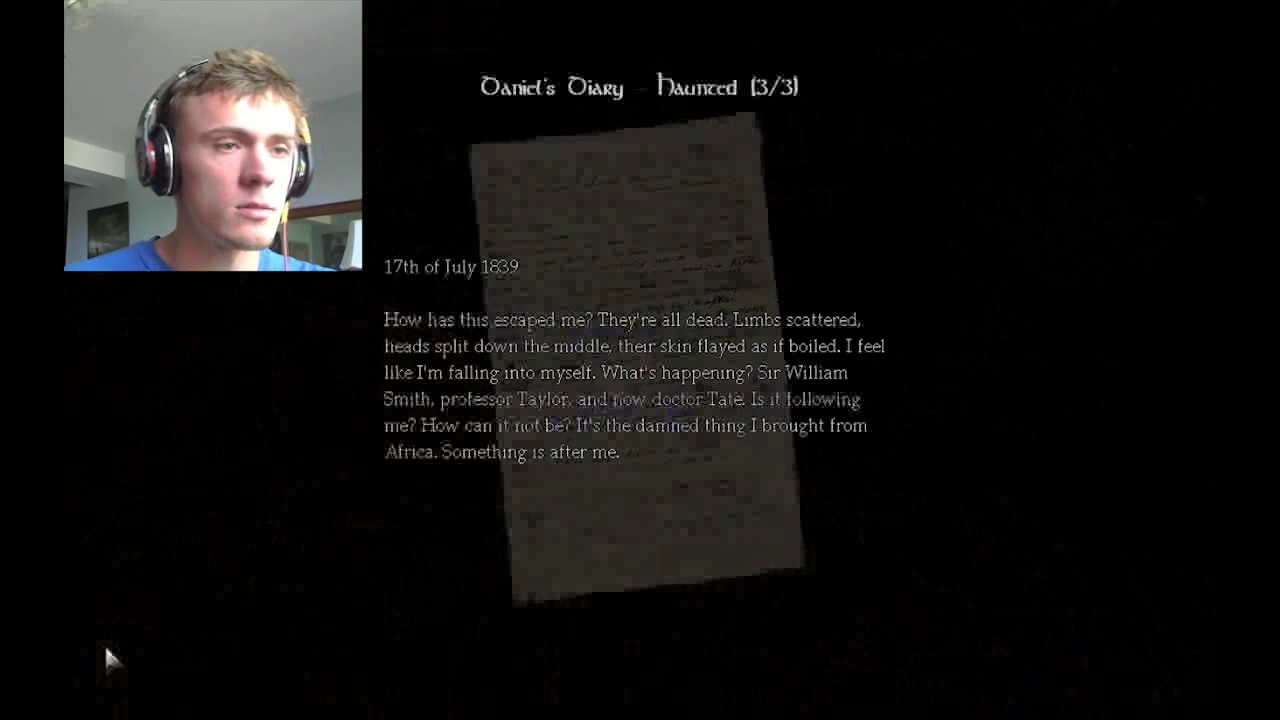 Daniel's Diary - Haunted (3/3)
17th of July 1839
How has this escaped me? They're all dead. Limbs scattered,
heads split down the middle, their skin flayed as if boiled. I feel
like I'm falling into myself. What's happening? Sir William
Smith, professor Taylor, and now doctor Tate. Is it following
me? How can it not be? It's the damned thing I brought from
Africa. Something is after me.